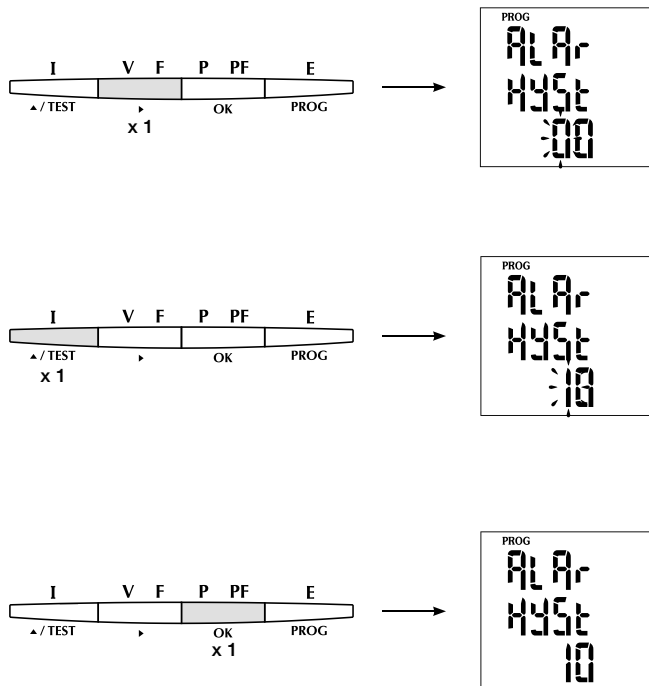 I V F P PF E
▲ / TEST ▶ OK PROG
x 1
PROG
ALAr
HYSt
00
I V F P PF E
▲ / TEST ▶ OK PROG
x 1
PROG
ALAr
HYSt
10
I V F P PF E
▲ / TEST ▶ OK PROG
x 1
PROG
ALAr
HYSt
10